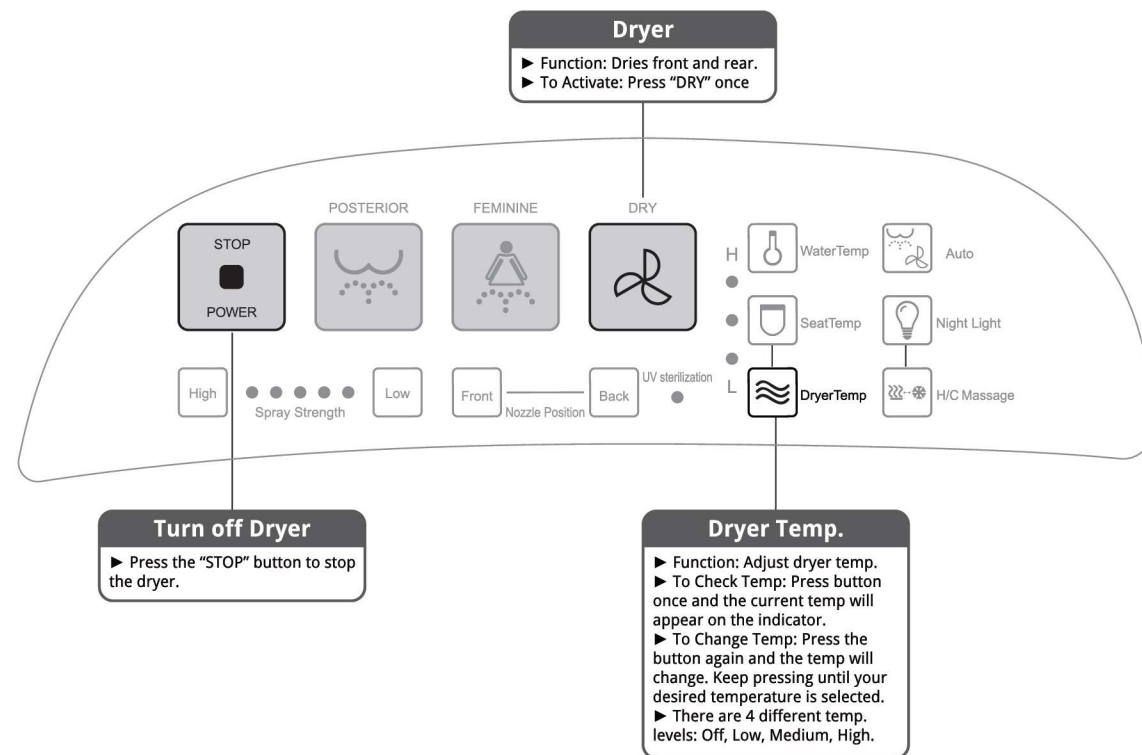 Dryer
► Function: Dries front and rear.
► To Activate: Press “DRY” once
POSTERIOR
FEMININE
DRY
STOP
POWER
H
WaterTemp
Auto
SeatTemp
Night Light
High
Spray Strength
Low
Front
Nozzle Position
Back
UV sterilization
L
DryerTemp
H/C Massage
Turn off Dryer
► Press the “STOP” button to stop
the dryer.
Dryer Temp.
► Function: Adjust dryer temp.
► To Check Temp: Press button
once and the current temp will
appear on the indicator.
► To Change Temp: Press the
button again and the temp will
change. Keep pressing until your
desired temperature is selected.
► There are 4 different temp.
levels: Off, Low, Medium, High.